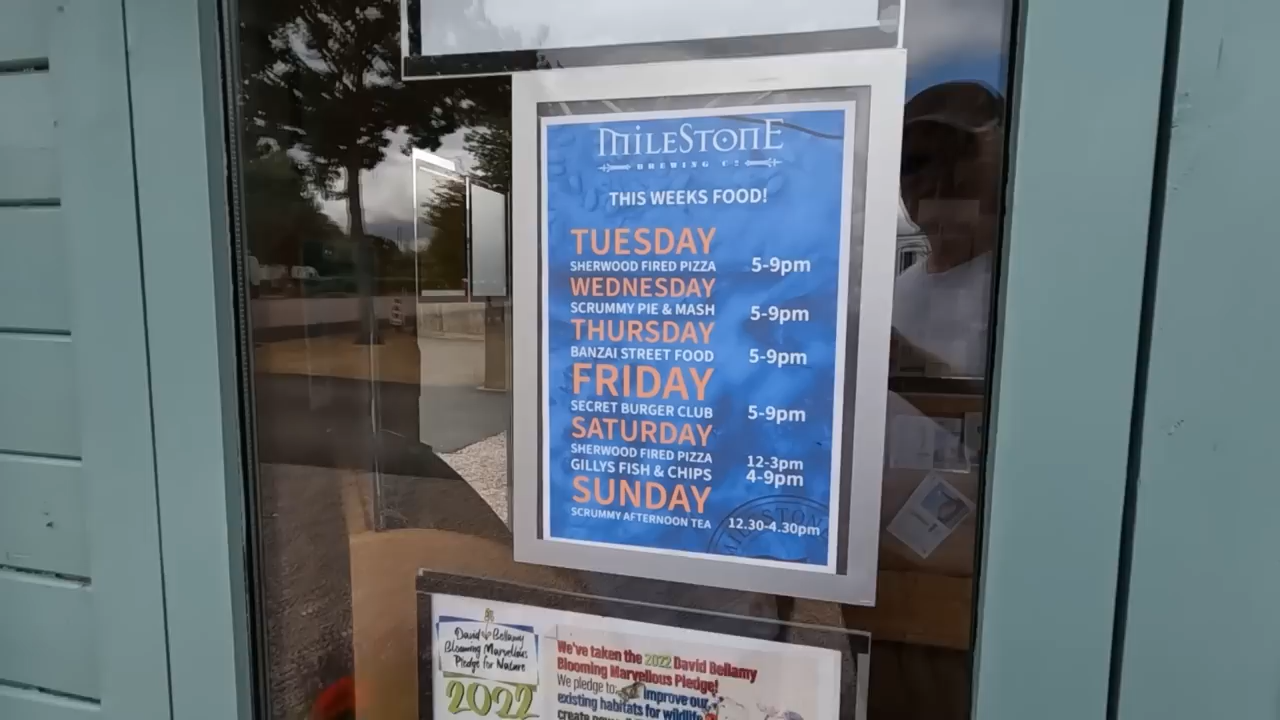 MILESTONE
BREWING CO
THIS WEEKS FOOD!
TUESDAY
SHERWOOD FIRED PIZZA 5-9pm
WEDNESDAY
SCRUMMY PIE & MASH 5-9pm
THURSDAY
BANZAI STREET FOOD 5-9pm
FRIDAY
SECRET BURGER CLUB 5-9pm
SATURDAY
SHERWOOD FIRED PIZZA 12-3pm
GILLYS FISH & CHIPS 4-9pm
SUNDAY
SCRUMMY AFTERNOON TEA 12.30-4.30pm
MILESTONE
David Bellamy
Blooming Marvellous
Pledge for Nature
2022
We've taken the 2022 David Bellamy
Blooming Marvellous Pledge!
We pledge to: improve our
existing habitats for wildlife
create